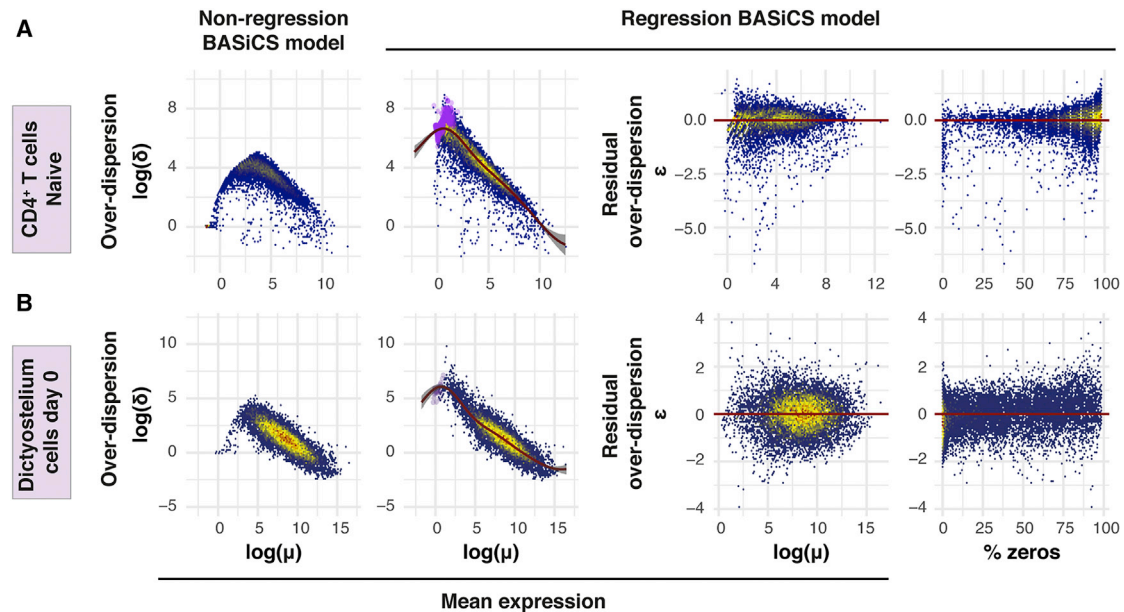 A
Non-regression
BASiCS model
Regression BASiCS model
CD4⁺ T cells
Naive
Over-dispersion
log(δ)
8
4
0
0
5
10
8
4
0
0
5
10
Residual
over-dispersion
ε
0.0
−2.5
−5.0
0
4
8
12
0.0
−2.5
−5.0
0
25
50
75
100
B
Dictyostelium
cells day 0
Over-dispersion
log(δ)
10
5
0
−5
0
5
10
15
log(μ)
10
5
0
−5
0
5
10
15
log(μ)
Residual
over-dispersion
ε
4
2
0
−2
−4
0
5
10
15
log(μ)
4
2
0
−2
−4
0
25
50
75
100
% zeros
Mean expression